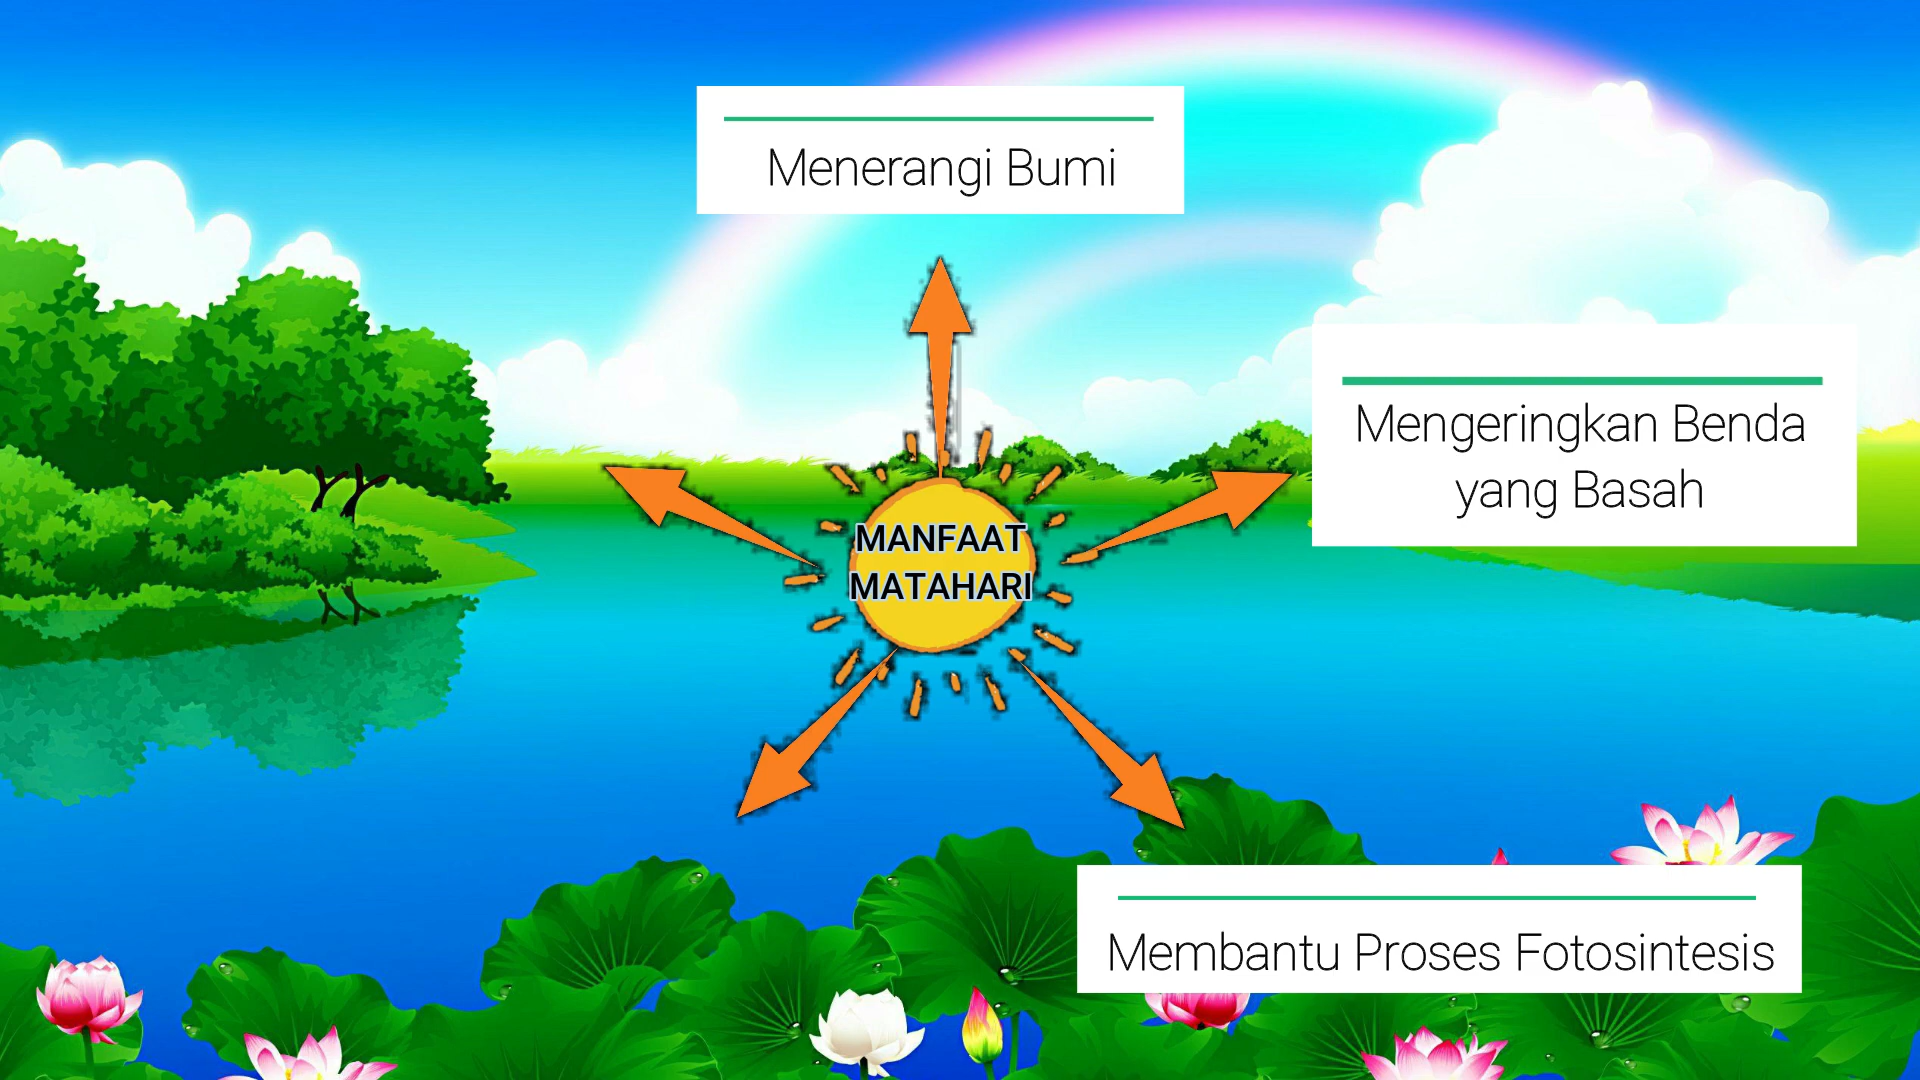 Menerangi Bumi
Mengeringkan Benda
yang Basah
MANFAAT
MATAHARI
Membantu Proses Fotosintesis